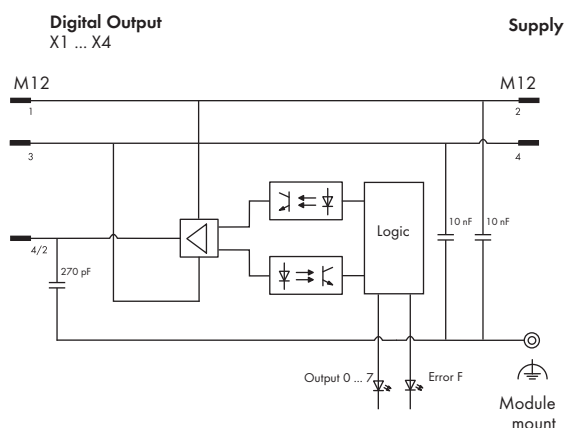 Digital Output
X1 ... X4
Supply
M12
M12
1
2
3
4
10 nF
10 nF
Logic
4/2
270 pF
Output 0 ... 7
Error F
Module
mount